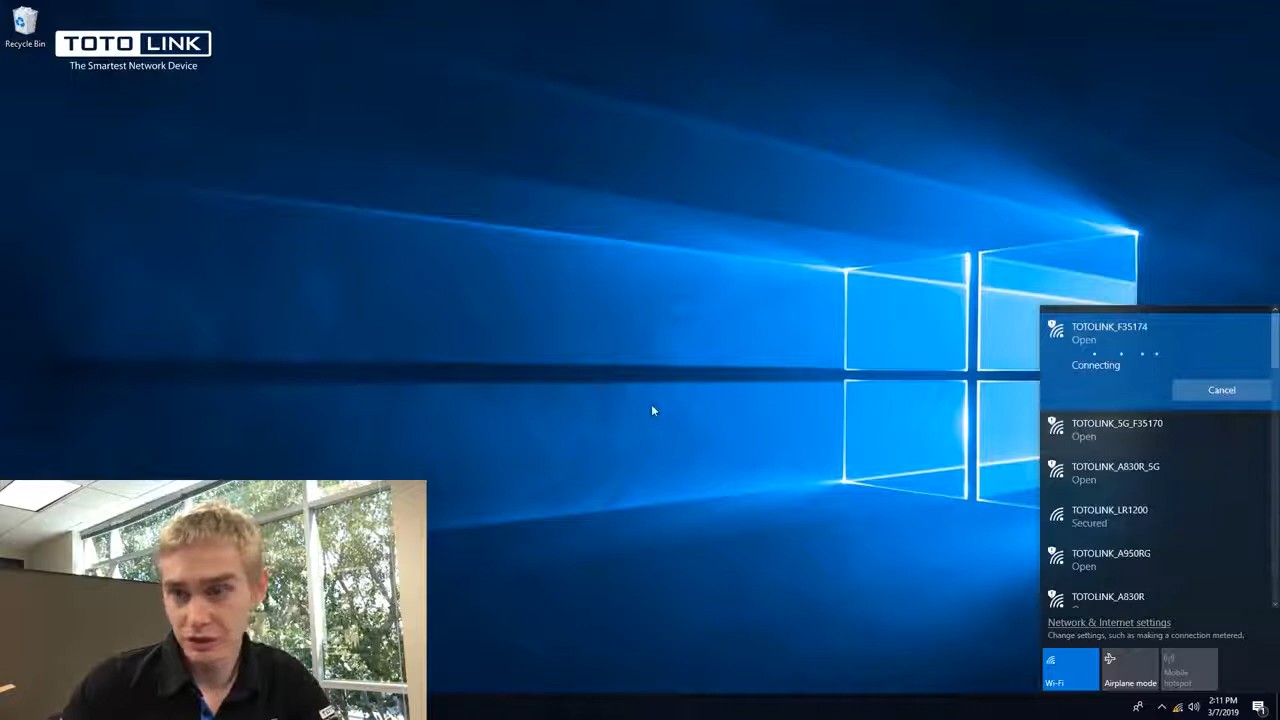 Recycle Bin
TOTO LINK
The Smartest Network Device
TOTOLINK_F35174
Open
Connecting
Cancel
TOTOLINK_5G_F35170
Open
TOTOLINK_A830R_5G
Open
TOTOLINK_LR1200
Secured
TOTOLINK_A950RG
Open
TOTOLINK_A830R
Network & Internet settings
Change settings, such as making a connection metered.
Wi-Fi
Airplane mode
Mobile
hotspot
2:11 PM
3/7/2019